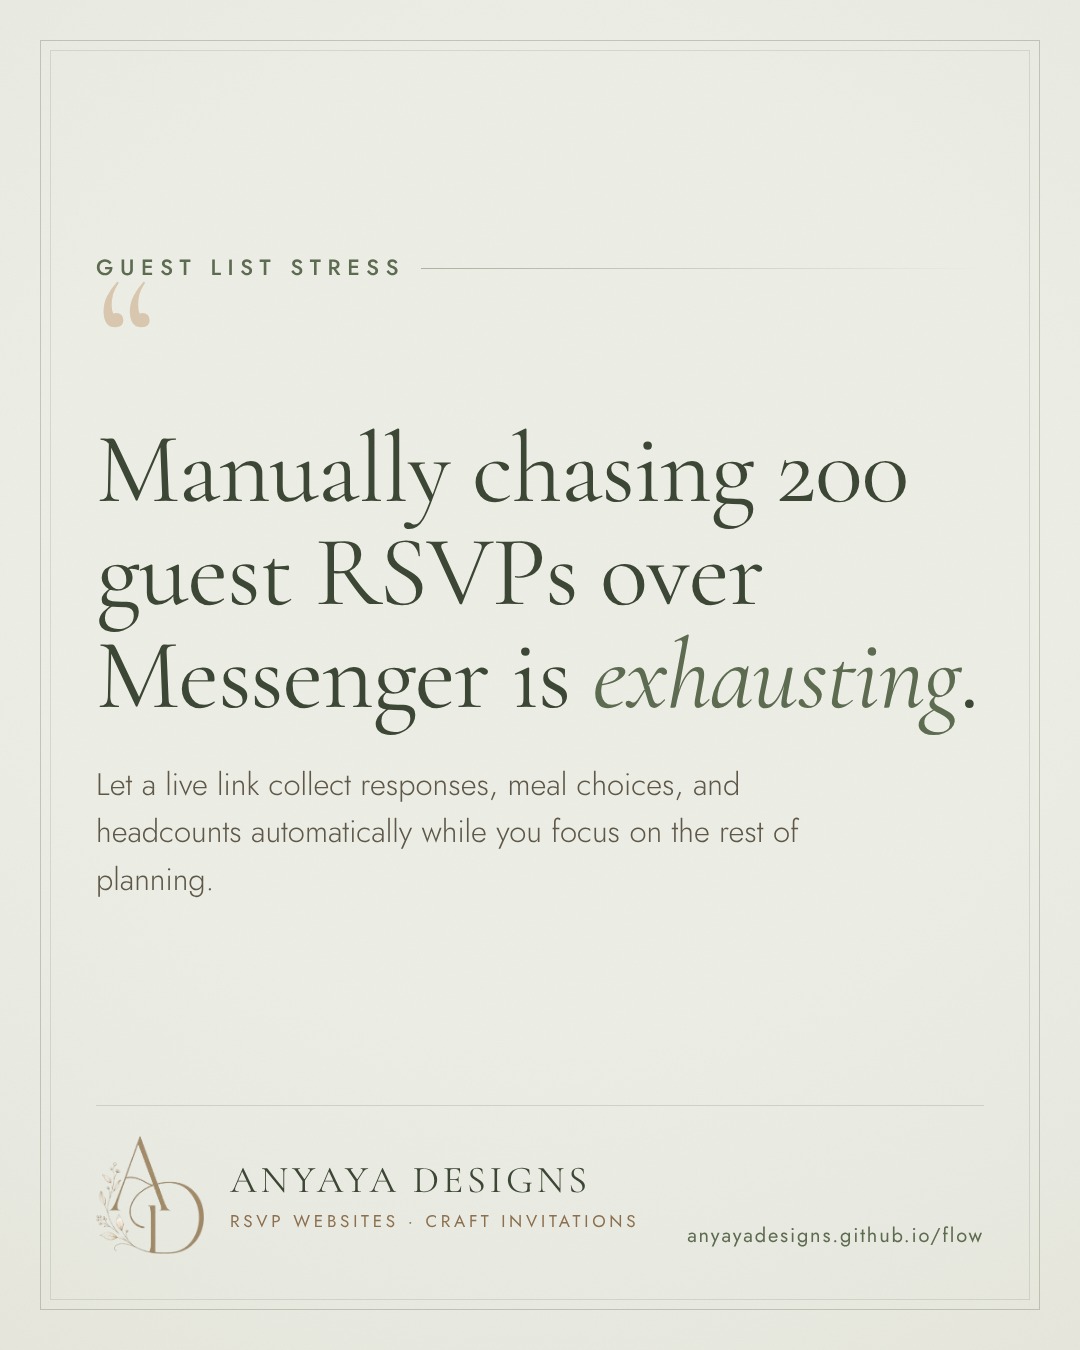 GUEST LIST STRESS
“
Manually chasing 200
guest RSVPs over
Messenger is exhausting.
Let a live link collect responses, meal choices, and
headcounts automatically while you focus on the rest of
planning.
AD
ANYAYA DESIGNS
RSVP WEBSITES · CRAFT INVITATIONS
anyayadesigns.github.io/flow